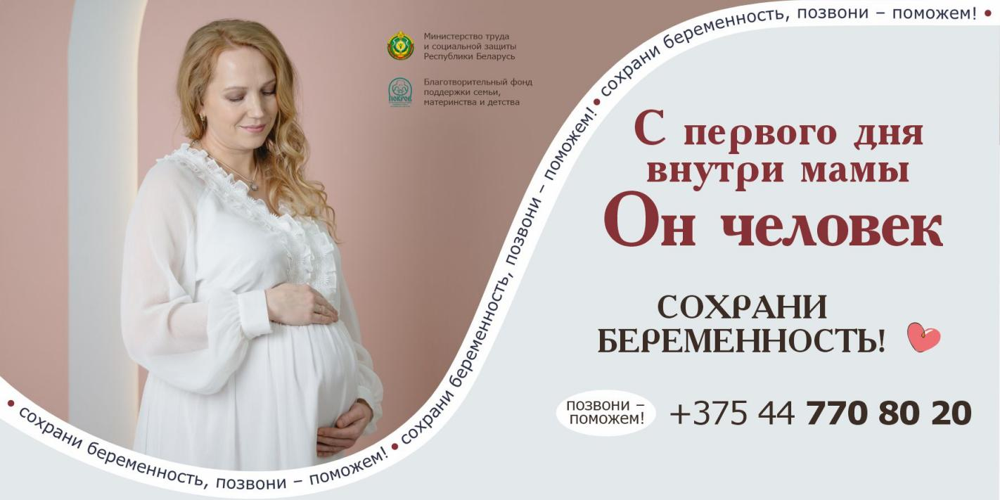 Министерство труда
и социальной защиты
Республики Беларусь
ПОКРОВ
Благотворительный фонд
поддержки семьи,
материнства и детства
• сохрани беременность, позвони – поможем! • сохрани беременность, позвони – поможем! • сохрани беременность, позвони – поможем! •
С первого дня
внутри мамы
Он человек
СОХРАНИ
БЕРЕМЕННОСТЬ!
позвони –
поможем!
+375 44 770 80 20